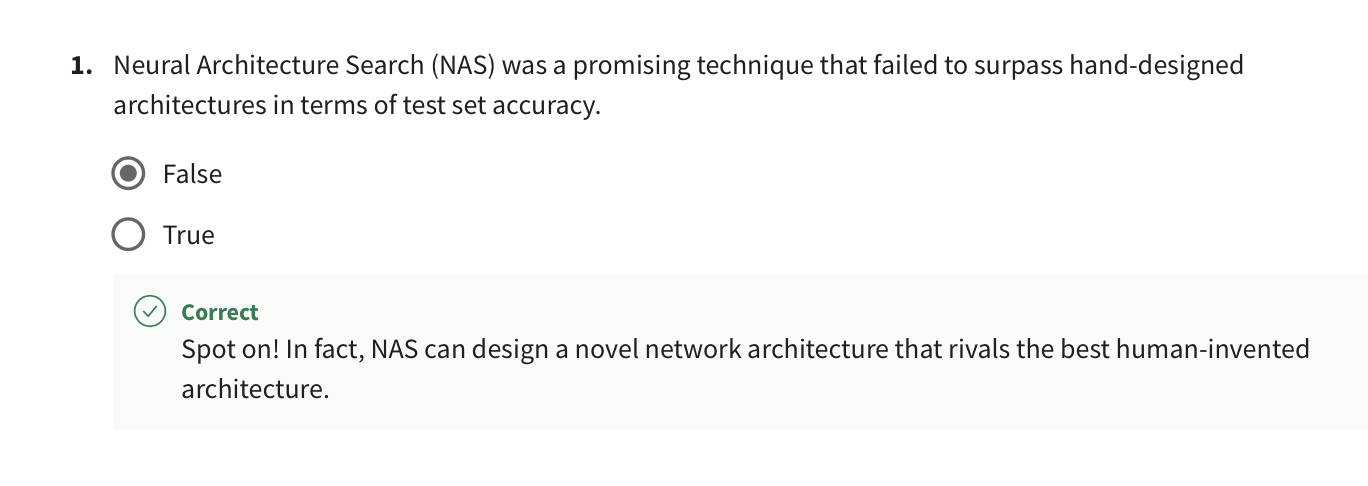 1. Neural Architecture Search (NAS) was a promising technique that failed to surpass hand-designed
architectures in terms of test set accuracy.
False
True
Correct
Spot on! In fact, NAS can design a novel network architecture that rivals the best human-invented
architecture.